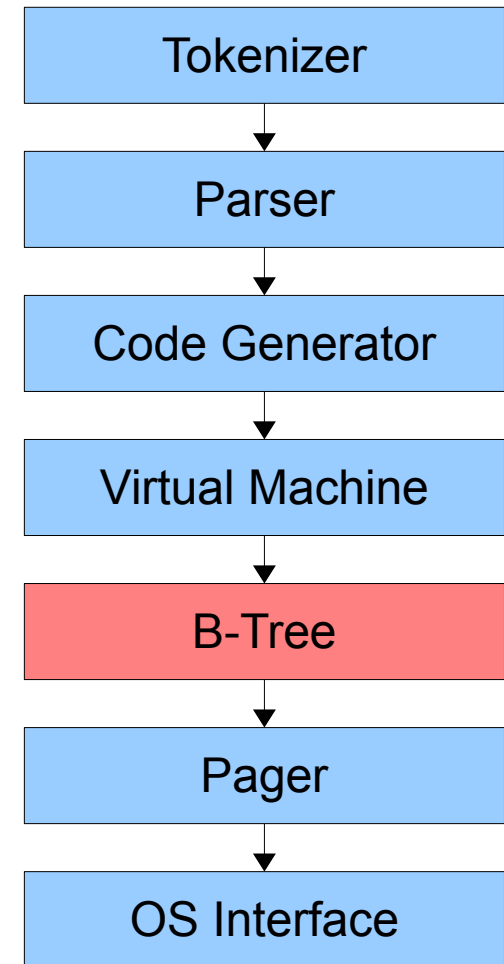 Tokenizer
Parser
Code Generator
Virtual Machine
B-Tree
Pager
OS Interface